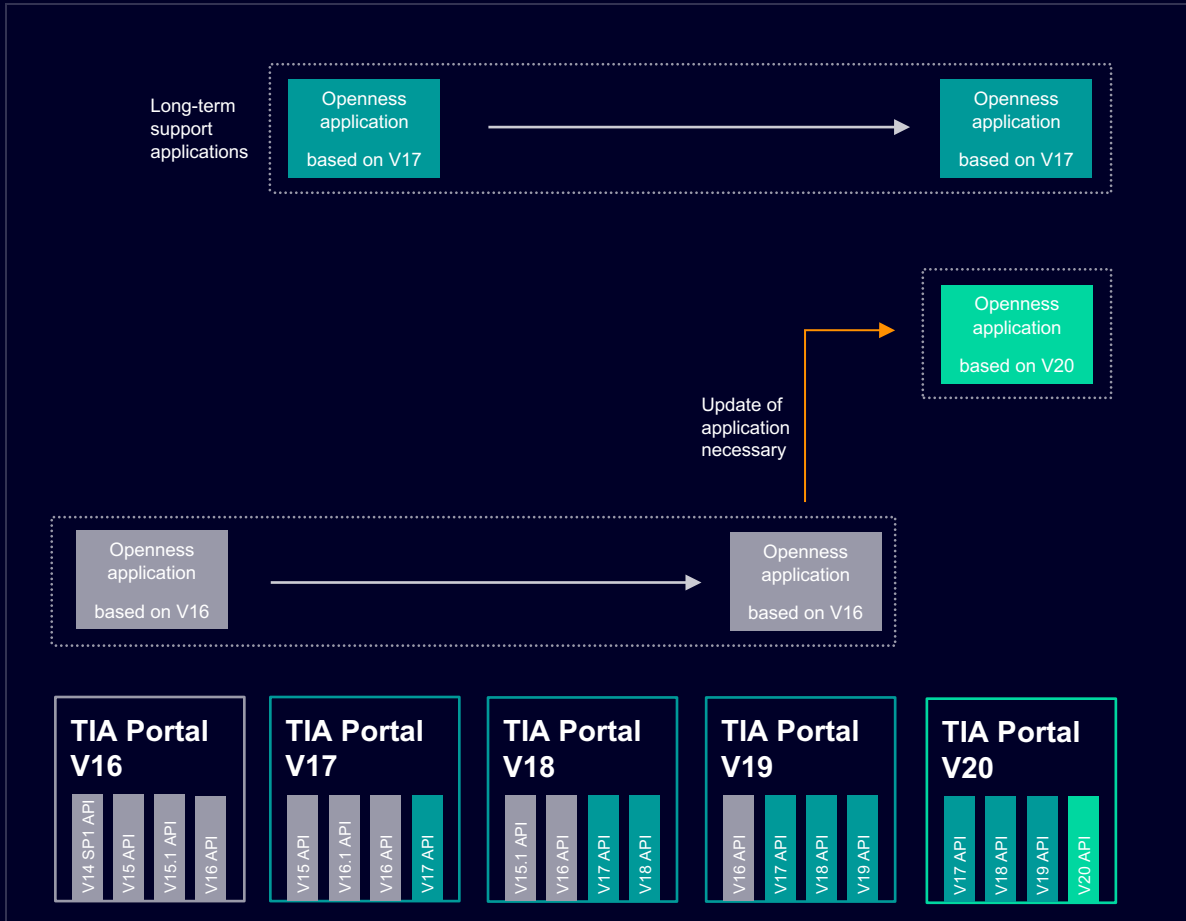 Long-term
support
applications
Openness
application
based on V17
Openness
application
based on V17
Openness
application
based on V20
Update of
application
necessary
Openness
application
based on V16
Openness
application
based on V16
TIA Portal
V16
V14 SP1 API
V15 API
V15.1 API
V16 API
TIA Portal
V17
V15 API
V16.1 API
V16 API
V17 API
TIA Portal
V18
V15.1 API
V16 API
V17 API
V18 API
TIA Portal
V19
V16 API
V17 API
V18 API
V19 API
TIA Portal
V20
V17 API
V18 API
V19 API
V20 API